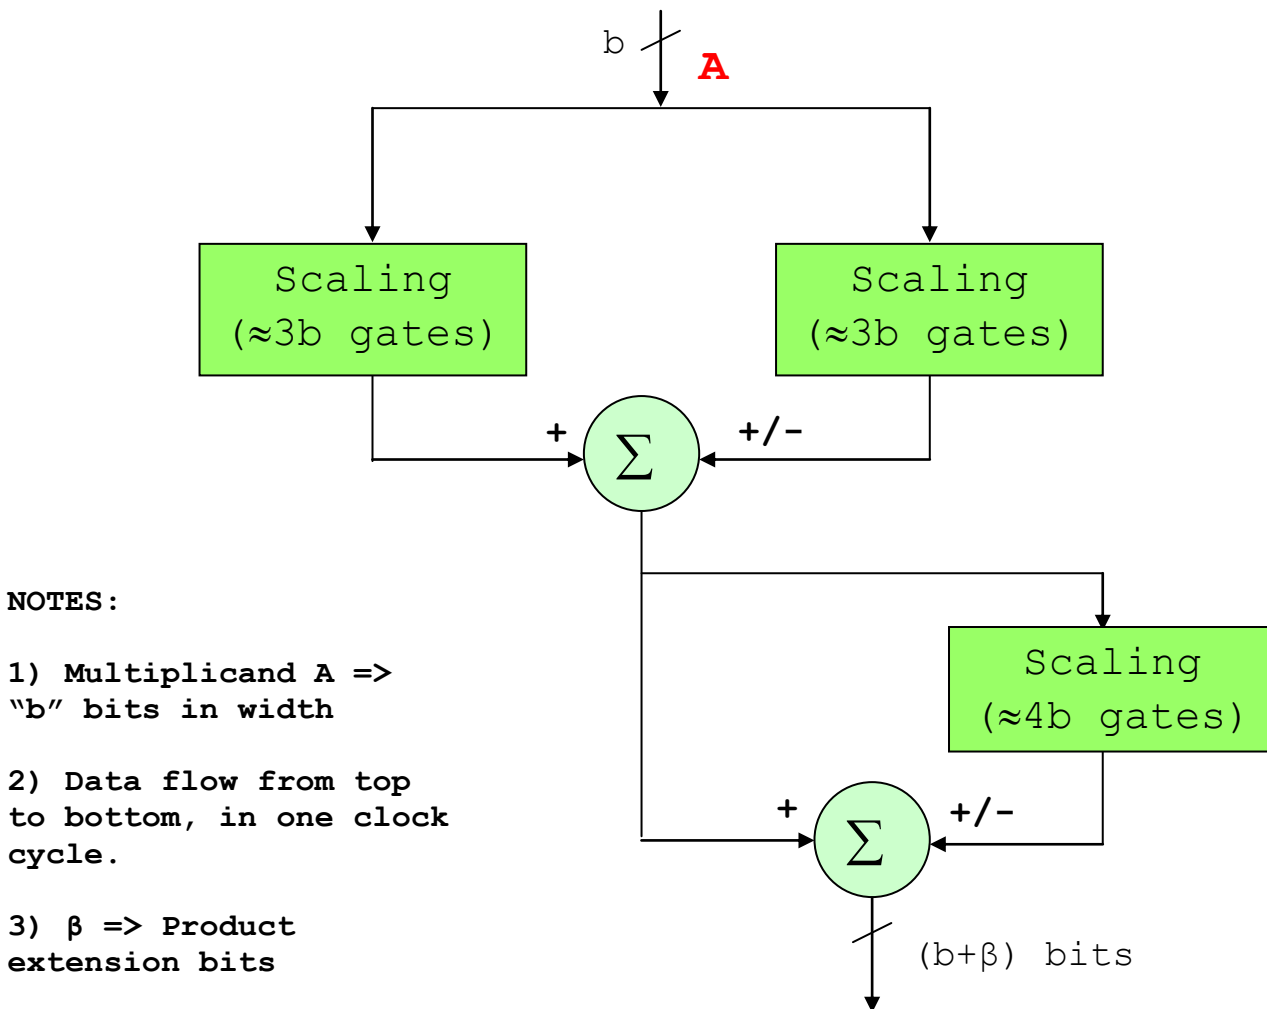 b
A
Scaling
(≈3b gates)
Scaling
(≈3b gates)
+
Σ
+/-
NOTES:
1) Multiplicand A =>
“b” bits in width
2) Data flow from top
to bottom, in one clock
cycle.
3) β => Product
extension bits
Scaling
(≈4b gates)
+
Σ
+/-
(b+β) bits